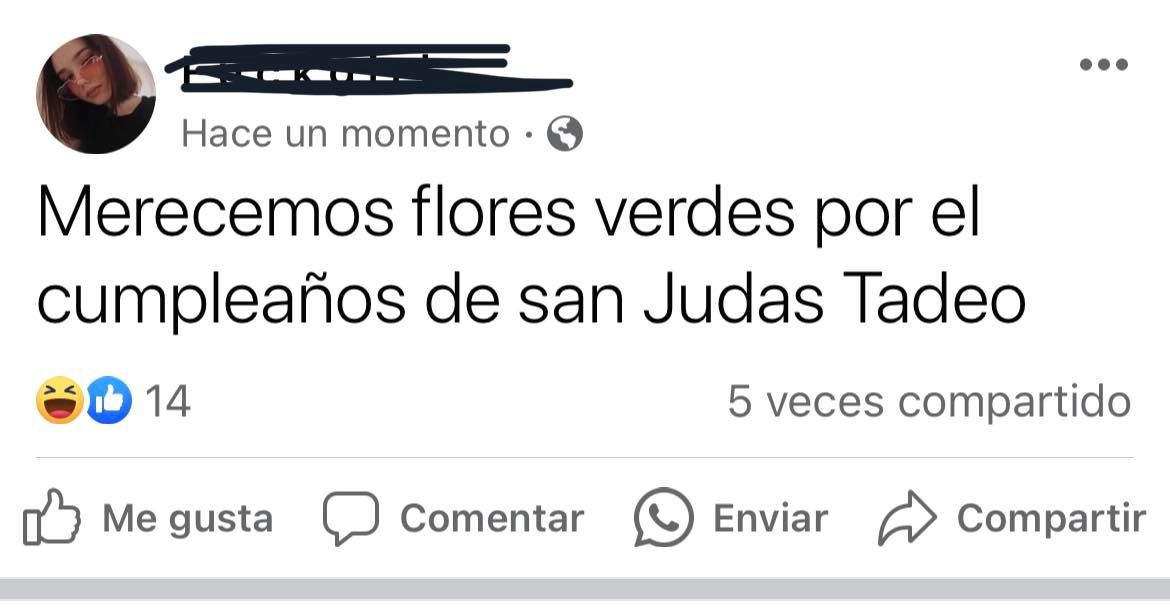 Hace un momento ·
Merecemos flores verdes por el
cumpleaños de san Judas Tadeo
14
5 veces compartido
Me gusta
Comentar
Enviar
Compartir